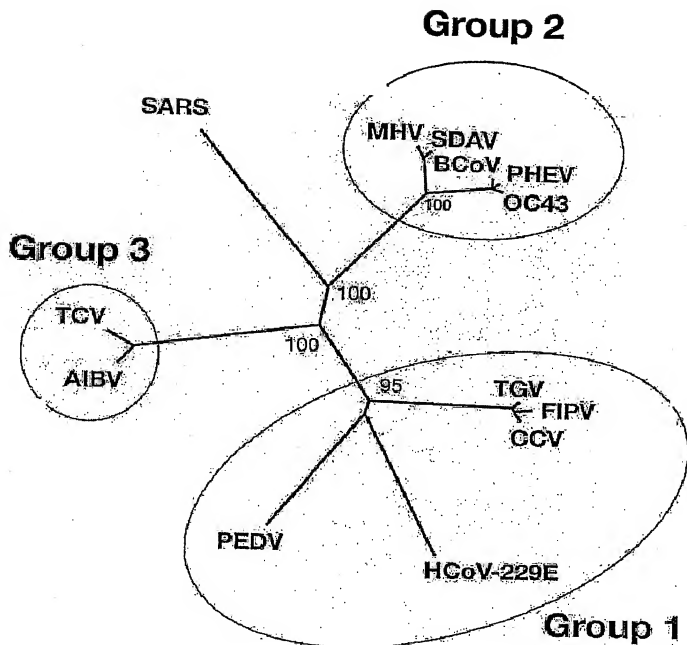 Group 2
SARS
MHV SDAV
BCoV PHEV
100 OC43
Group 3
100
TCV
100
AIBV
95 TGV
FIPV
CCV
PEDV
HCoV-229E
Group 1